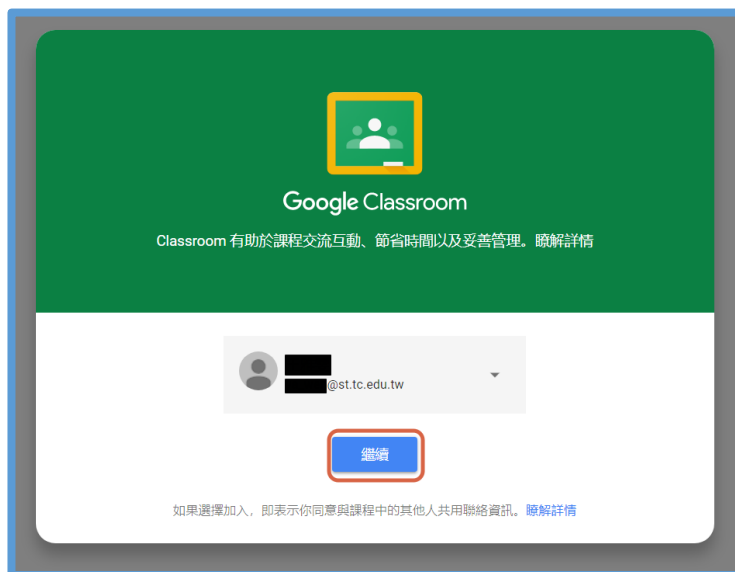 Google Classroom
Classroom 有助於課程交流互動、節省時間以及妥善管理。瞭解詳情
@st.tc.edu.tw
繼續
如果選擇加入，即表示你同意與課程中的其他人共用聯絡資訊。瞭解詳情